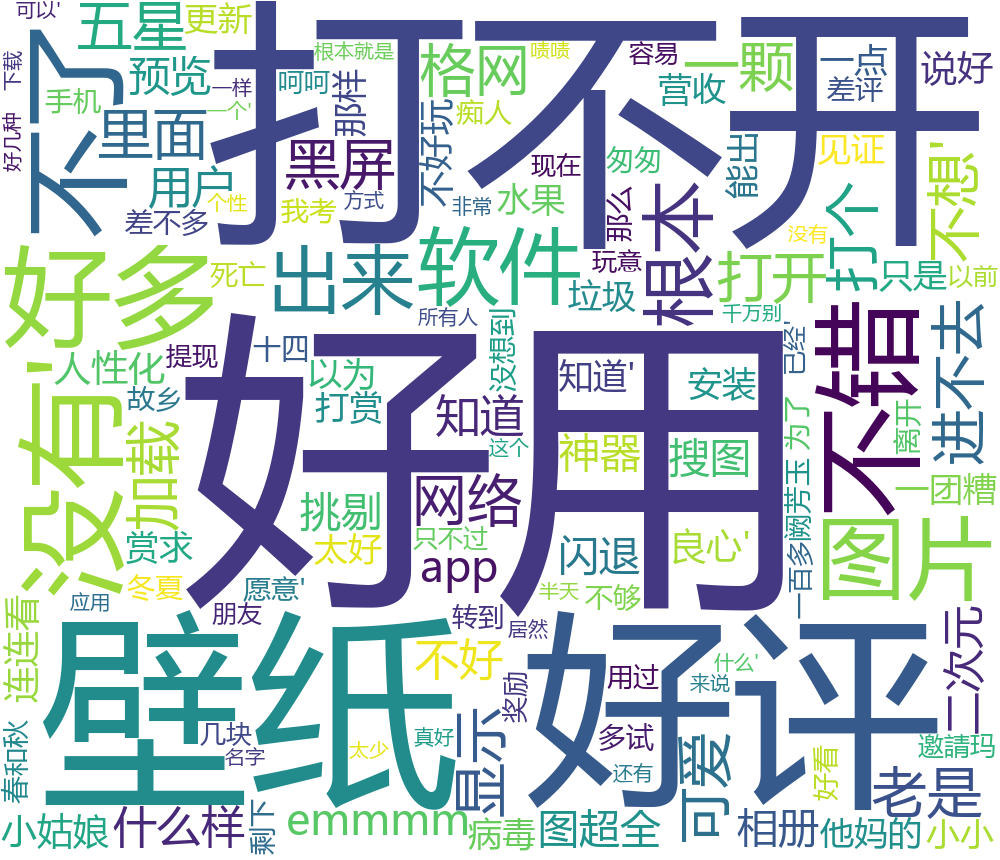 可以'
五星
更新
根本就是
啧啧
容易
一颗
一点
说好
下载
不了
打不开
预览
一样
呵呵
那样
格网
营收
差评
手机
一个'
痴人
好几种
里面
黑屏
不好玩
现在
匆匆
能出
见证
不想'
用户
个性
方式
非常
水果
那么
根本
打个
差不多
我考
没有
好多
出来
软件
玩意
打开
只是
以前
死亡
垃圾
千万别
所有人
人性化
提现
十四
没想到
已经'
不错
进不去
好用
以为
知道'
安装
故乡
打赏
知道
为了
离开
没有'
加载
这个
神器
搜图
挑剔
网络
一百多阙芳玉
一团糟
图片
赏求
太好
只不过
闪退
良心'
冬夏
愿意'
app
半天
不够
应用
朋友
转到
居然
连连看
壁纸
不好
好评
用过
什么'
来说
二次元
奖励
春和秋
几块
名字
太少
真好
显示
多试
可爱
还有
好看
邀請玛
老是
小姑娘
什么样
剩下
emmmm
病毒
图超全
相册
他妈的
小小